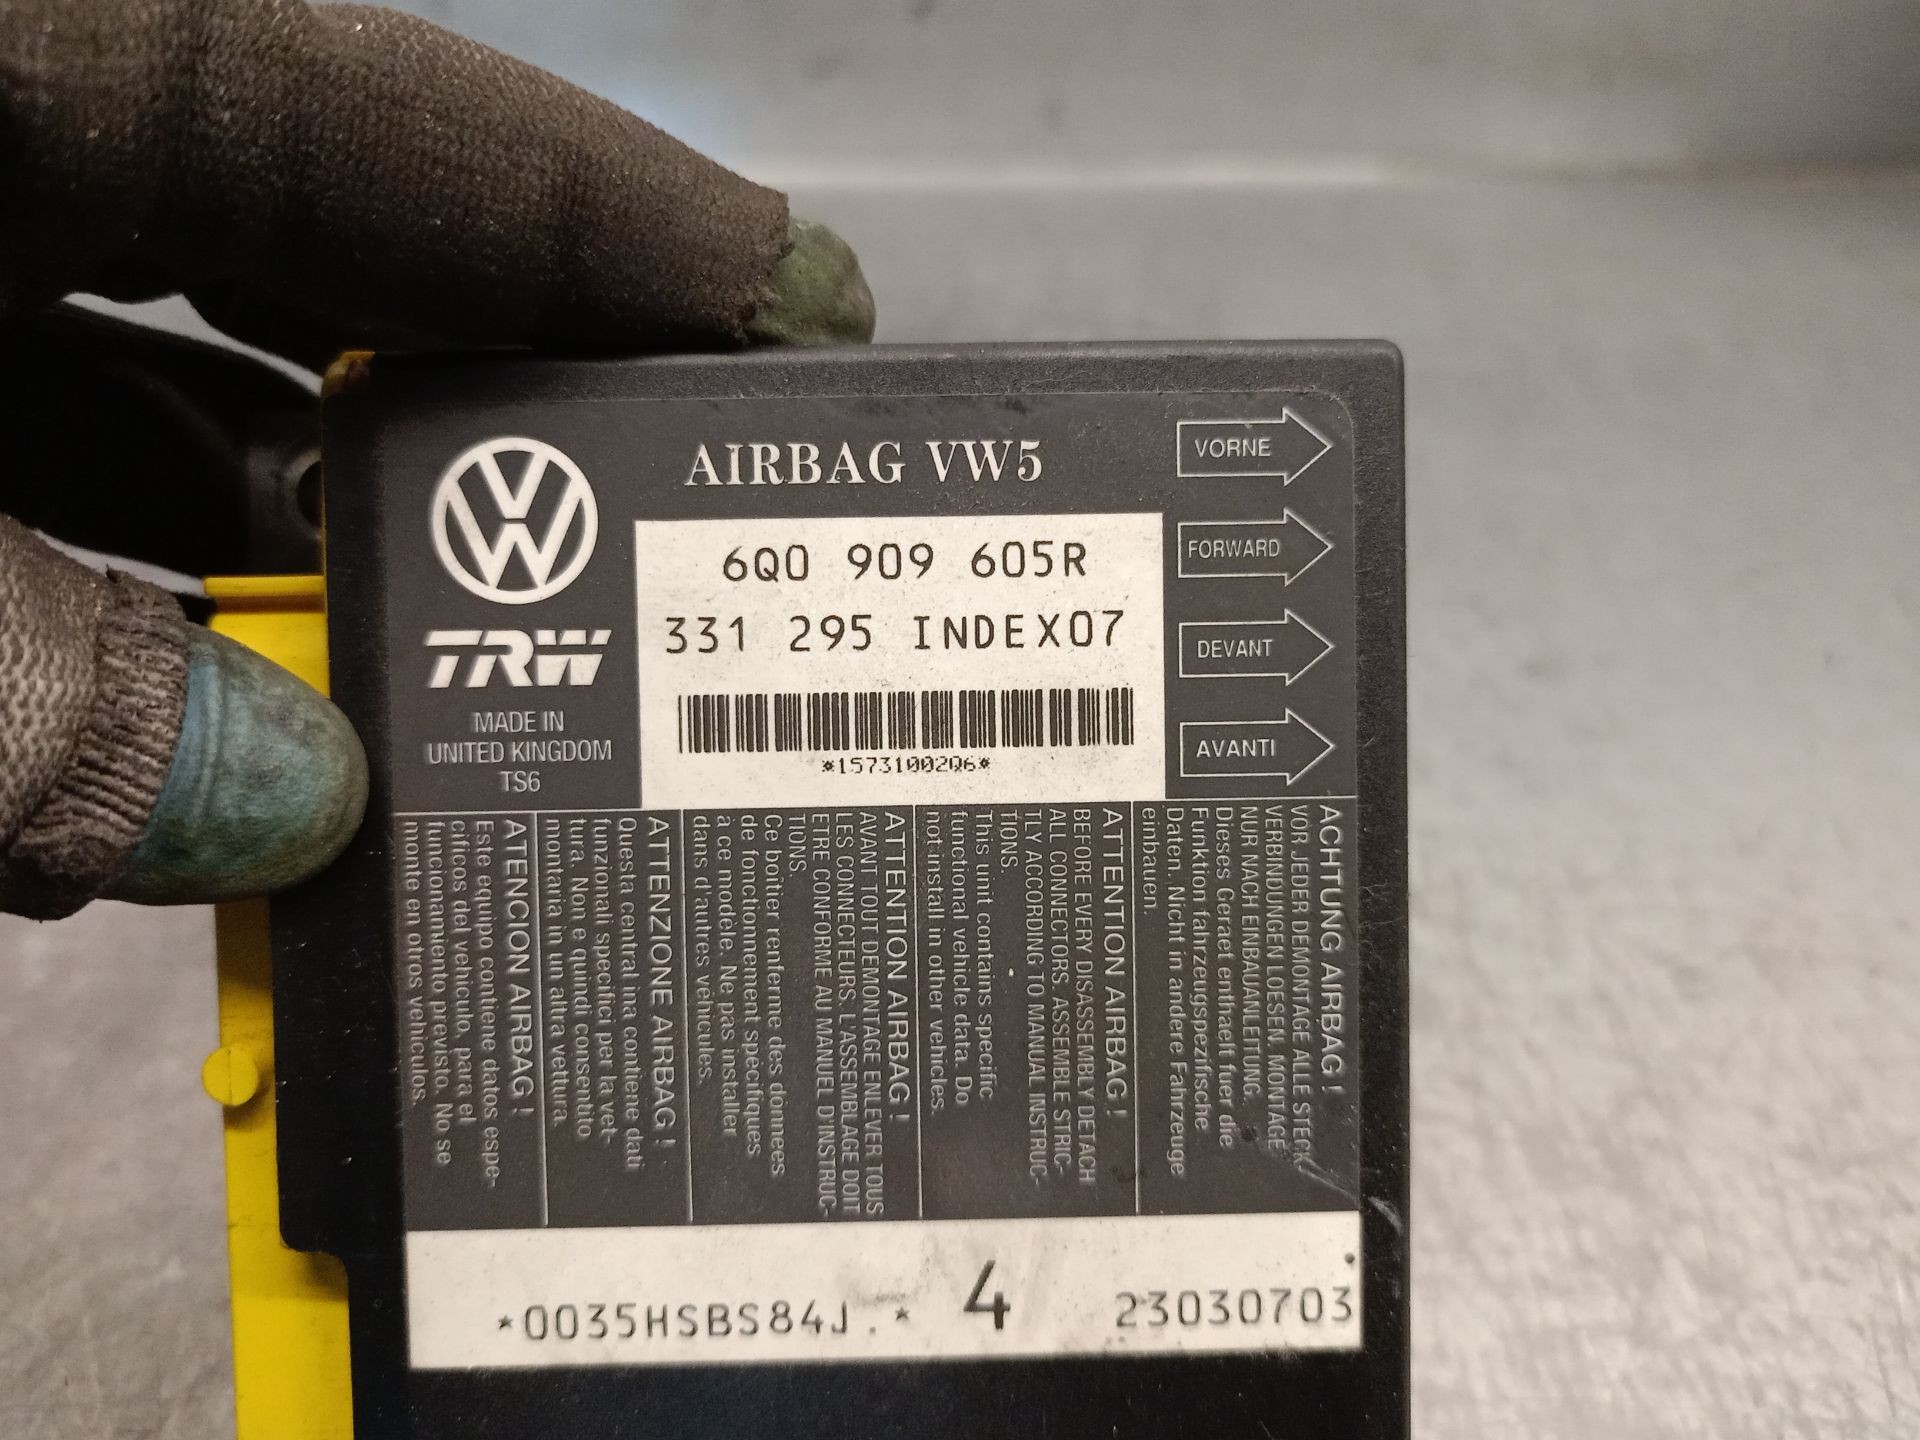 AIRBAG VW5
VORNE
FORWARD
DEVANT
AVANTI
6Q0 909 605R
331 295 INDEX07
*1573100206*
TRW
MADE IN
UNITED KINGDOM
TS6
ACHTUNG AIRBAG!
VOR JEDER DEMONTAGE ALLE STECK-
VERBINDUNGEN LOESEN, MONTAGE
NUR NACH EINBAUANLEITUNG.
Dieses Geraet enthaelt fuer die
Funktion fahrzeugspezifische
Daten. Nicht in andere Fahrzeuge
einbauen.
ATTENTION AIRBAG!
BEFORE EVERY DISASSEMBLY DETACH
ALL CONNECTORS. ASSEMBLE STRIC-
TLY ACCORDING TO MANUAL INSTRUC-
TIONS.
This unit contains specific
functional vehicle data. Do
not install in other vehicles.
ATTENTION AIRBAG!
AVANT TOUT DEMONTAGE ENLEVER TOUS
LES CONNECTEURS. L'ASSEMBLAGE DOIT
ETRE CONFORME AU MANUEL D'INSTRUC-
TIONS.
Ce boîtier renferme des données
de fonctionnement spécifiques
à ce modèle. Ne pas installer
dans d'autres véhicules.
ATTENZIONE AIRBAG!
Questa central ina contiene dati
funzionali specifici per la vet-
tura. Non e quindi consentito
montarla in un altra vettura.
ATENCION AIRBAG!
Este equipo contiene datos espe-
cificos del vehiculo, para el
funcionamiento previsto. No se
monte en otros vehiculos.
*0035HSBS84J.* 4 23030703